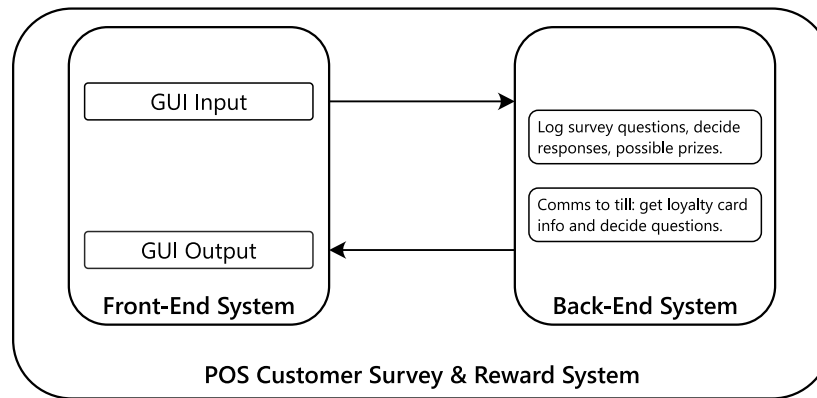 GUI Input
GUI Output
Front-End System
Log survey questions, decide
responses, possible prizes.
Comms to till: get loyalty card
info and decide questions.
Back-End System
POS Customer Survey & Reward System